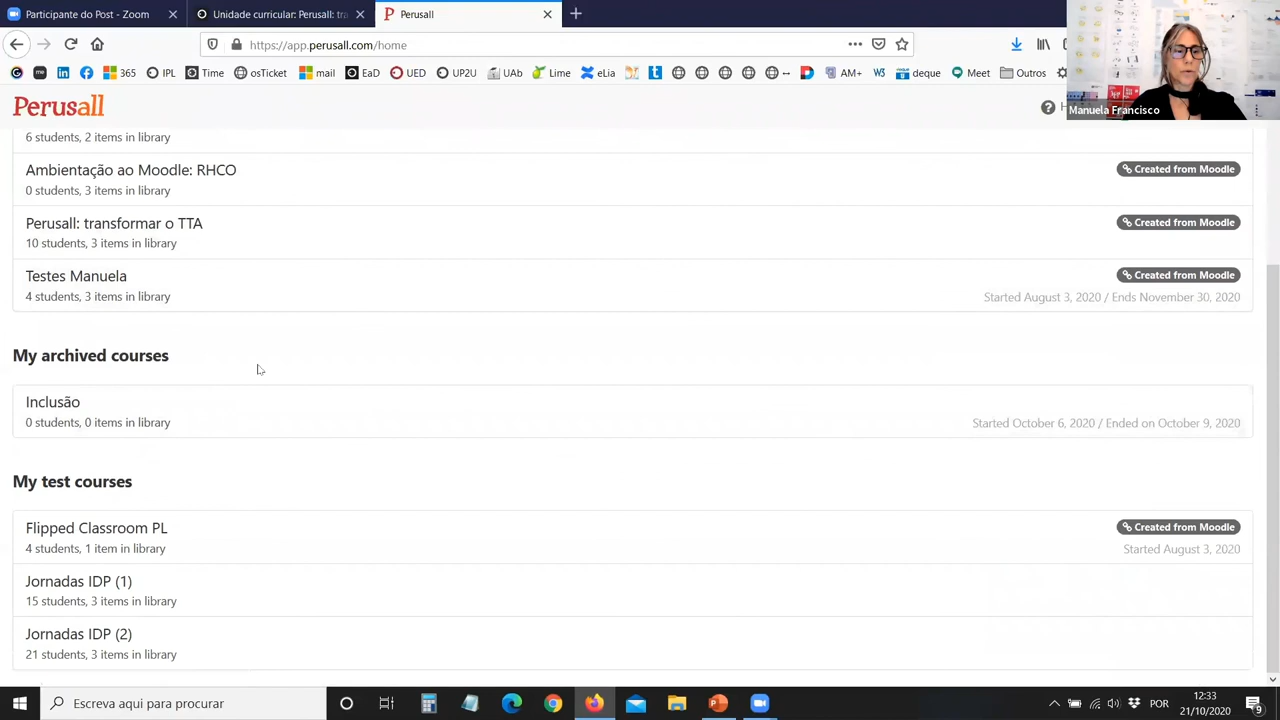 Participante do Post - Zoom
Unidade curricular: Perusall: tra
Perusall
https://app.perusall.com/home
365
IPL
Time
osTicket
mail
EaD
UED
UP2U
UAb
Lime
eLia
AM+
W3
deque
Meet
Outros
Perusall
Manuela Francisco
6 students, 2 items in library
Ambientação ao Moodle: RHCO
Created from Moodle
0 students, 3 items in library
Perusall: transformar o TTA
Created from Moodle
10 students, 3 items in library
Testes Manuela
Created from Moodle
4 students, 3 items in library
Started August 3, 2020 / Ends November 30, 2020
My archived courses
Inclusão
0 students, 0 items in library
Started October 6, 2020 / Ended on October 9, 2020
My test courses
Flipped Classroom PL
Created from Moodle
4 students, 1 item in library
Started August 3, 2020
Jornadas IDP (1)
15 students, 3 items in library
Jornadas IDP (2)
21 students, 3 items in library
Escreva aqui para procurar
POR
12:33
21/10/2020
9